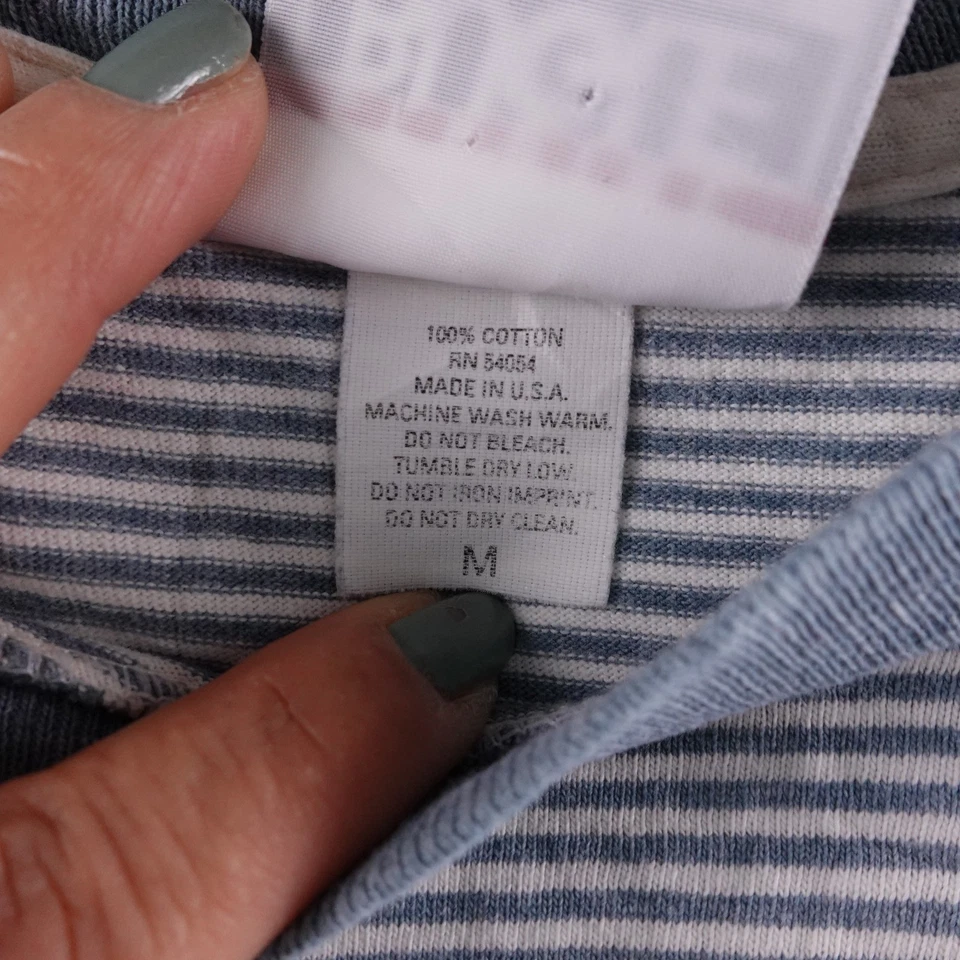 100% COTTON
RN 54054
MADE IN U.S.A.
MACHINE WASH WARM.
DO NOT BLEACH.
TUMBLE DRY LOW.
DO NOT IRON IMPRINT.
DO NOT DRY CLEAN.
M